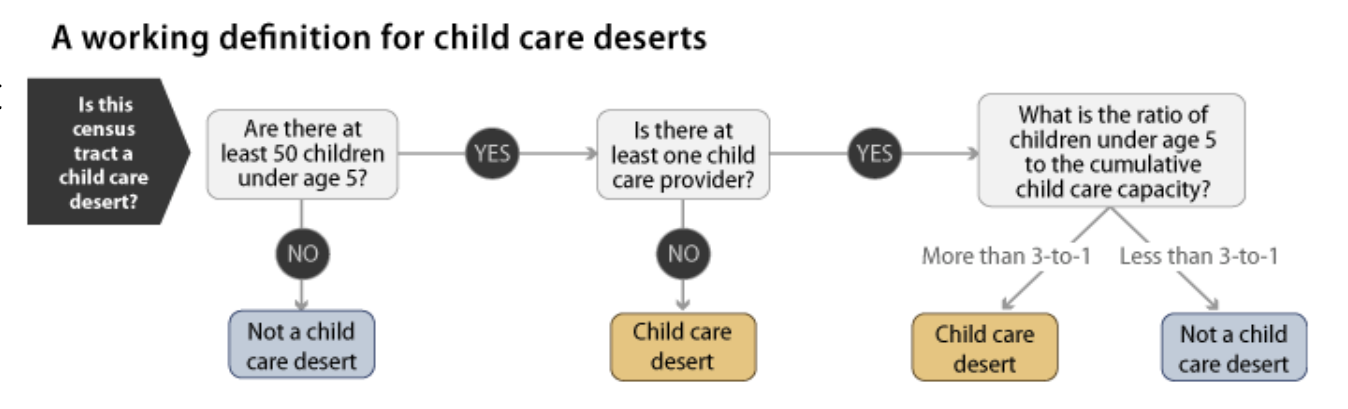 A working definition for child care deserts
Is this
census
tract a
child care
desert?
Are there at
least 50 children
under age 5?
YES
Is there at
least one child
care provider?
YES
What is the ratio of
children under age 5
to the cumulative
child care capacity?
NO
NO
More than 3-to-1
Less than 3-to-1
Not a child
care desert
Child care
desert
Child care
desert
Not a child
care desert